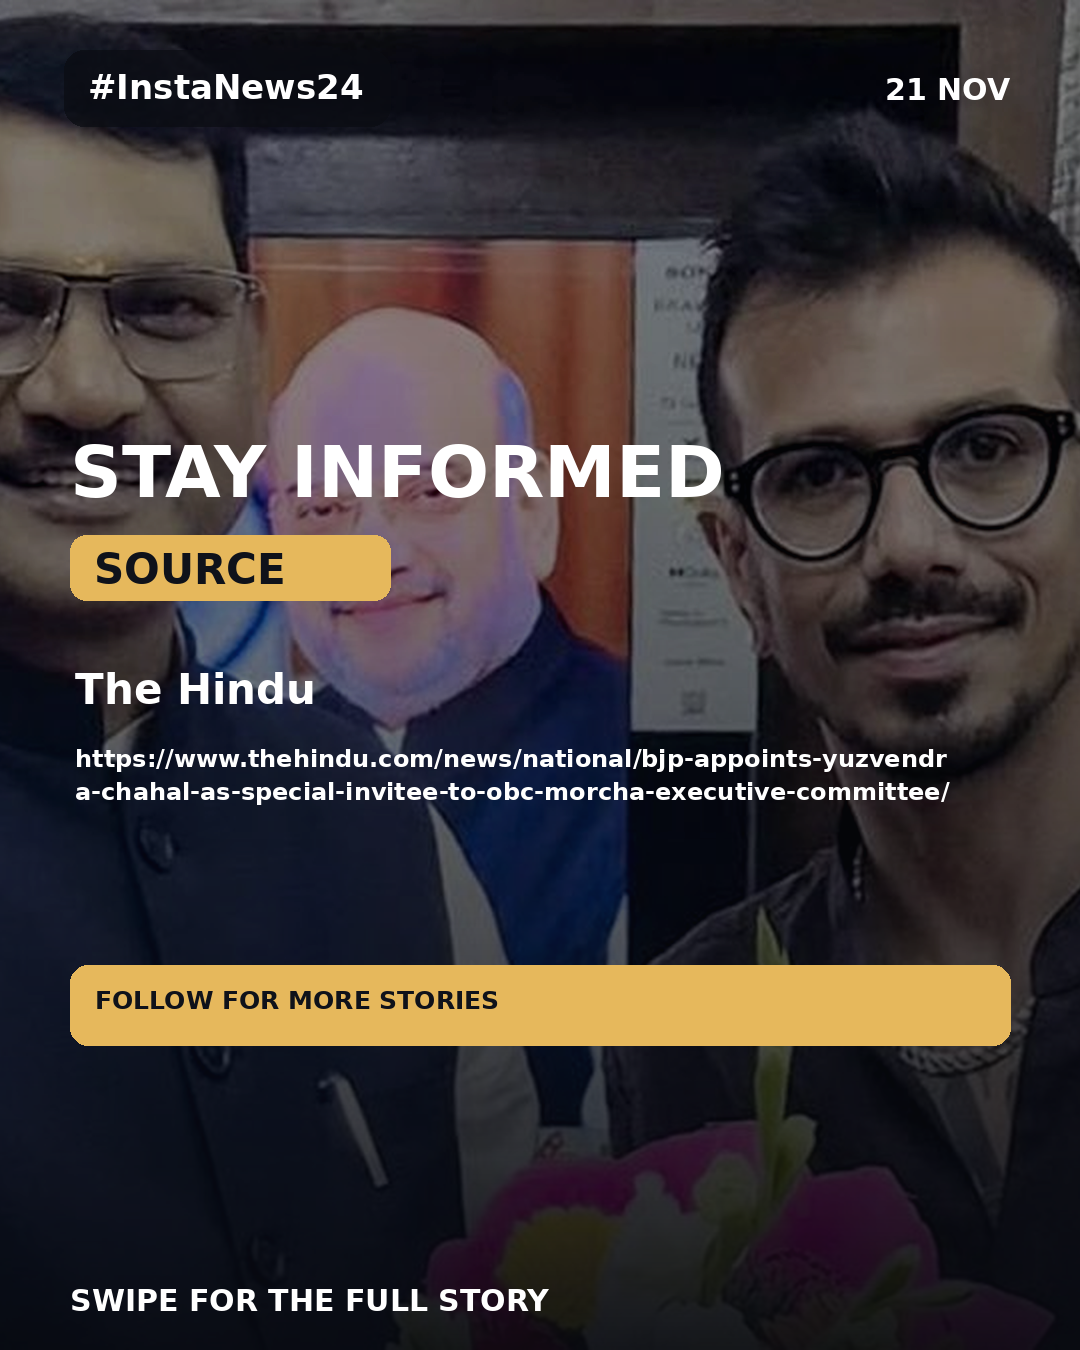 #InstaNews24
21 NOV
STAY INFORMED
SOURCE
The Hindu
https://www.thehindu.com/news/national/bjp-appoints-yuzvendr
a-chahal-as-special-invitee-to-obc-morcha-executive-committee/
FOLLOW FOR MORE STORIES
SWIPE FOR THE FULL STORY